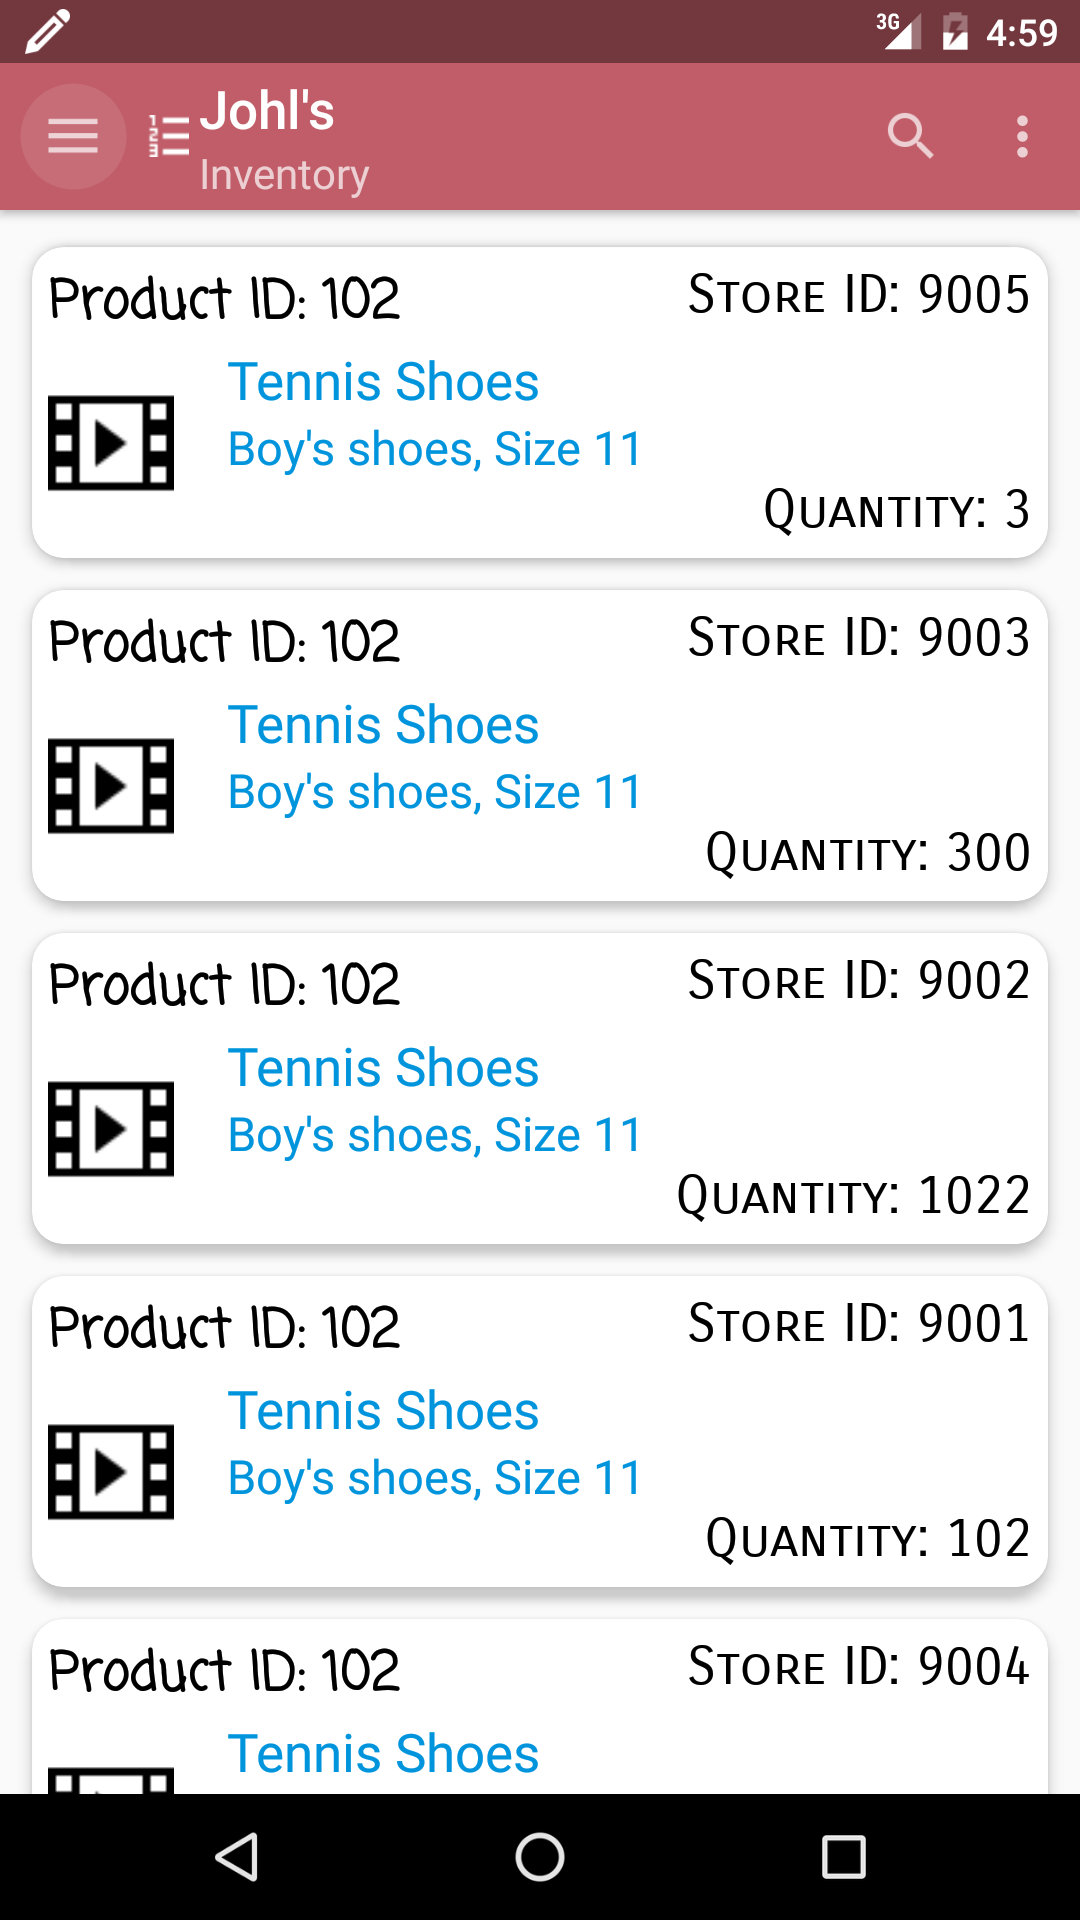 3G 4:59
Johl's
Inventory
Product ID: 102 Store ID: 9005
Tennis Shoes
Boy's shoes, Size 11
Quantity: 3
Product ID: 102 Store ID: 9003
Tennis Shoes
Boy's shoes, Size 11
Quantity: 300
Product ID: 102 Store ID: 9002
Tennis Shoes
Boy's shoes, Size 11
Quantity: 1022
Product ID: 102 Store ID: 9001
Tennis Shoes
Boy's shoes, Size 11
Quantity: 102
Product ID: 102 Store ID: 9004
Tennis Shoes